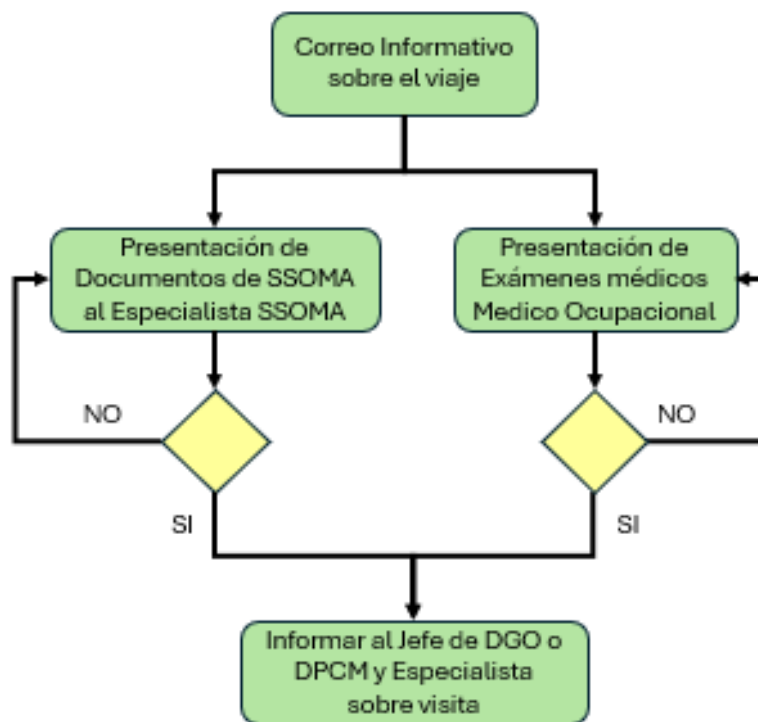 Correo Informativo
sobre el viaje
Presentación de
Documentos de SSOMA
al Especialista SSOMA
Presentación de
Exámenes médicos
Medico Ocupacional
NO
NO
SI
SI
Informar al Jefe de DGO o
DPCM y Especialista
sobre visita